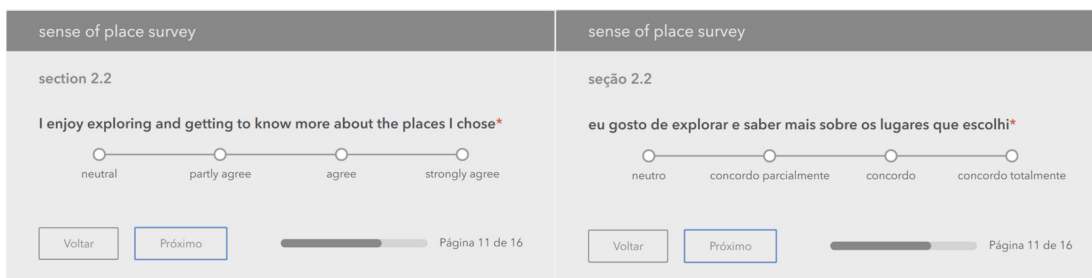 sense of place survey
section 2.2
I enjoy exploring and getting to know more about the places I chose*
neutral partly agree agree strongly agree
Voltar Próximo Página 11 de 16
sense of place survey
seção 2.2
eu gosto de explorar e saber mais sobre os lugares que escolhi*
neutro concordo parcialmente concordo concordo totalmente
Voltar Próximo Página 11 de 16